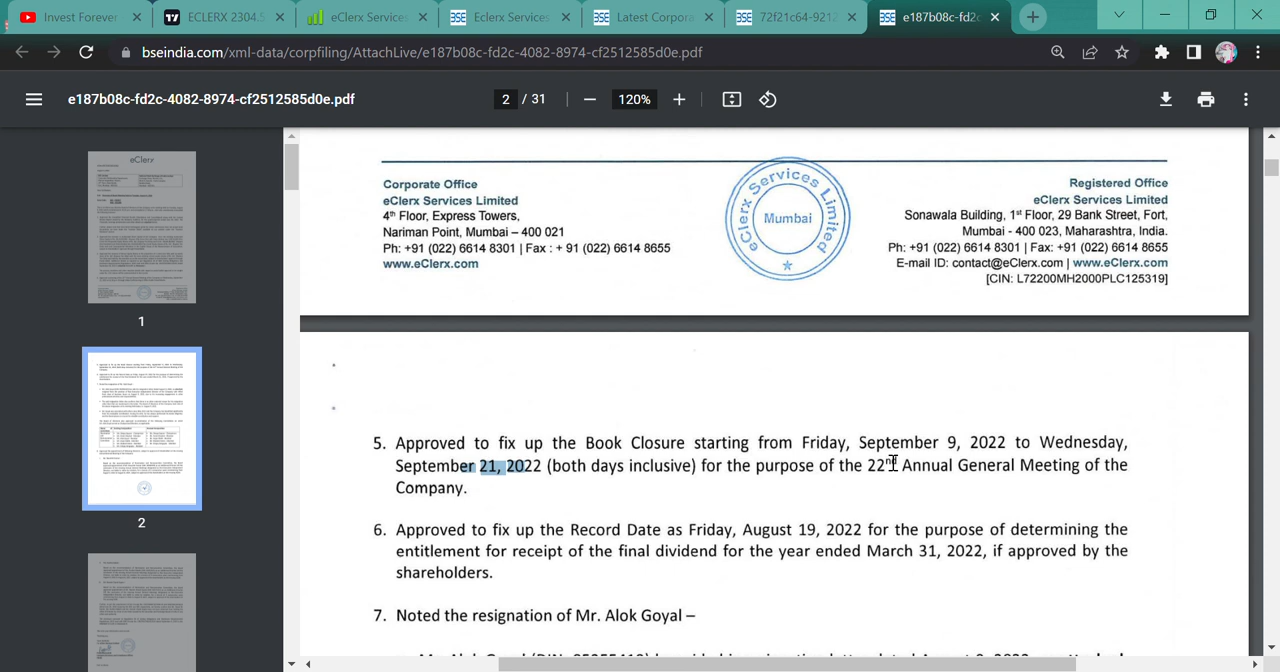 Invest Forever
ECLERX 2304.5
eClerx Services
Eclerx Services
Latest Corpora
72f21c64-921
e187b08c-fd2c
bseindia.com/xml-data/corpfiling/AttachLive/e187b08c-fd2c-4082-8974-cf2512585d0e.pdf
e187b08c-fd2c-4082-8974-cf2512585d0e.pdf
2 / 31
120%
eClerx
1
2
Corporate Office
eClerx Services Limited
4th Floor, Express Towers,
Nariman Point, Mumbai – 400 021
Ph: +91 (022) 6614 8301 | Fax : + 91 (022) 6614 8655
www.eClerx.com
eClerx Services Limited
Mumbai
Registered Office
eClerx Services Limited
Sonawala Building, 1st Floor, 29 Bank Street, Fort,
Mumbai - 400 023, Maharashtra, India.
Ph: +91 (022) 6614 8301 | Fax: +91 (022) 6614 8655
E-mail ID: contact@eClerx.com | www.eClerx.com
[CIN: L72200MH2000PLC125319]
5. Approved to fix up the Book Closure starting from Friday, September 9, 2022 to Wednesday,
September 21, 2022 (both days inclusive) for the purpose of the 22 Annual General Meeting of the
Company.
6. Approved to fix up the Record Date as Friday, August 19, 2022 for the purpose of determining the
entitlement for receipt of the final dividend for the year ended March 31, 2022, if approved by the
shareholders.
7. Noted the resignation of Mr. Alok Goyal –